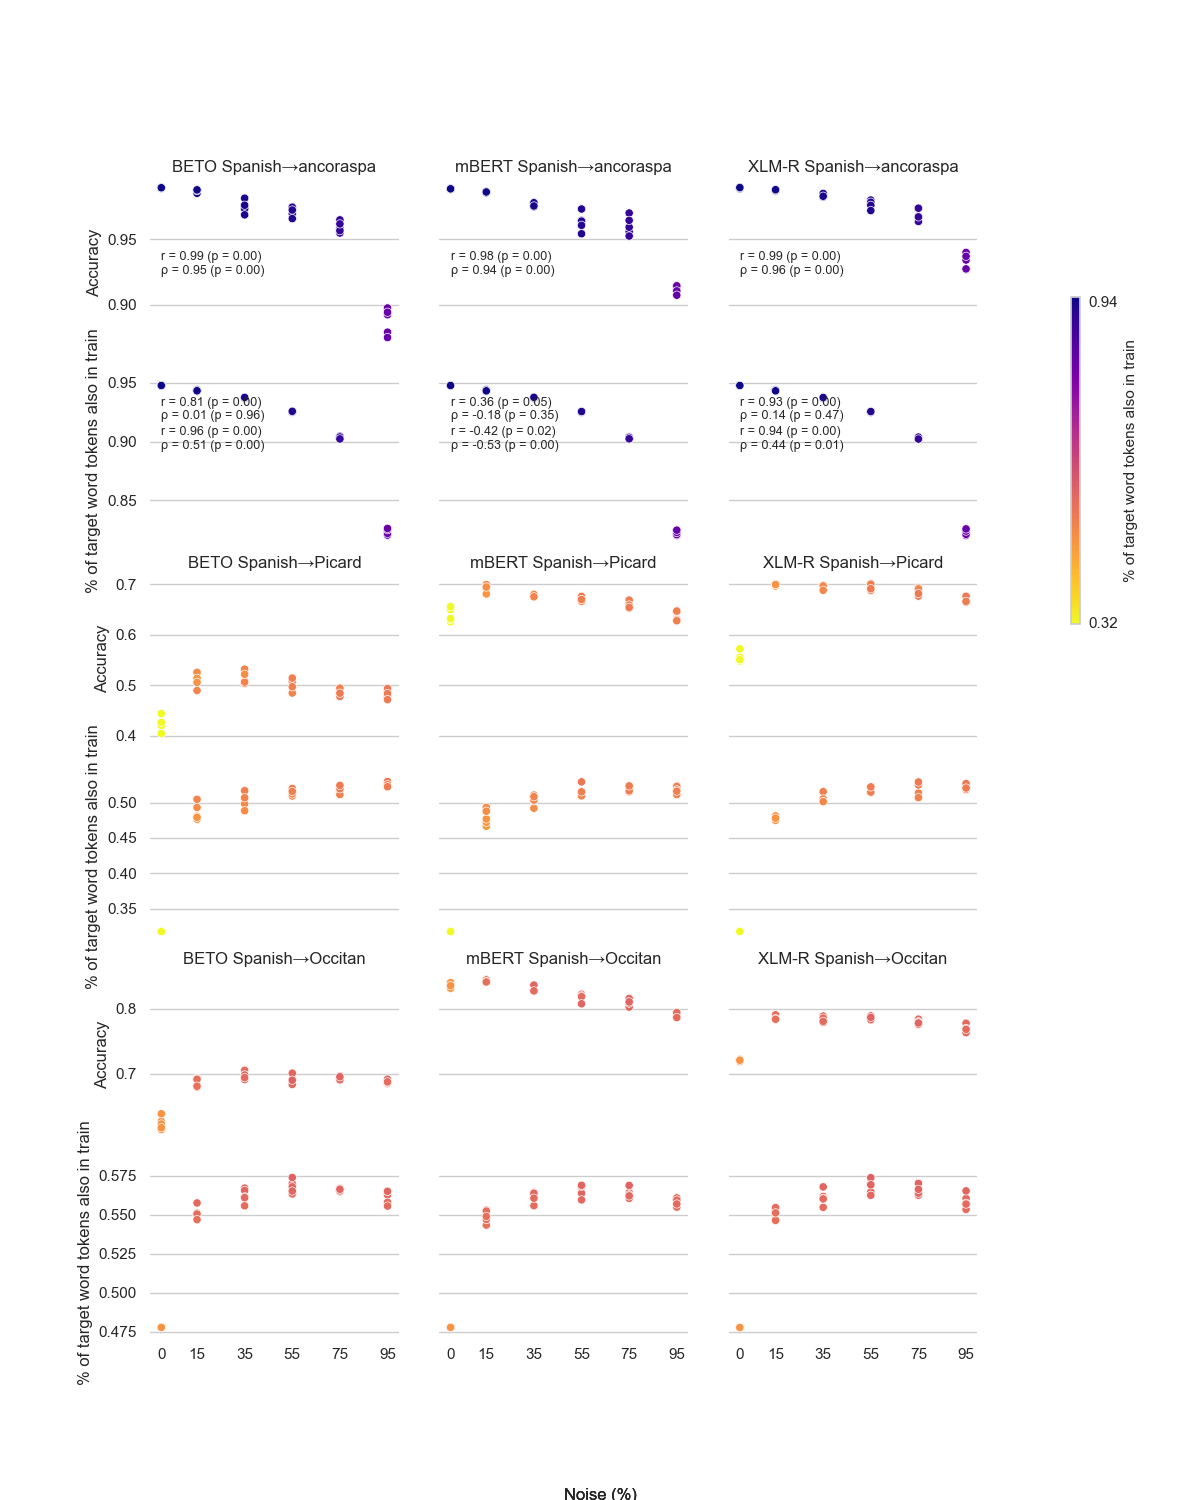 BETO Spanish→ancoraspa
mBERT Spanish→ancoraspa
XLM-R Spanish→ancoraspa
Accuracy
0.95
0.90
r = 0.99 (p = 0.00)
ρ = 0.95 (p = 0.00)
r = 0.98 (p = 0.00)
ρ = 0.94 (p = 0.00)
r = 0.99 (p = 0.00)
ρ = 0.96 (p = 0.00)
% of target word tokens also in train
0.95
0.90
0.85
r = 0.81 (p = 0.00)
ρ = 0.01 (p = 0.96)
r = 0.96 (p = 0.00)
ρ = 0.51 (p = 0.00)
r = 0.36 (p = 0.05)
ρ = -0.18 (p = 0.35)
r = -0.42 (p = 0.02)
ρ = -0.53 (p = 0.00)
r = 0.93 (p = 0.00)
ρ = 0.14 (p = 0.47)
r = 0.94 (p = 0.00)
ρ = 0.44 (p = 0.01)
0.94
% of target word tokens also in train
0.32
BETO Spanish→Picard
mBERT Spanish→Picard
XLM-R Spanish→Picard
Accuracy
0.7
0.6
0.5
0.4
% of target word tokens also in train
0.50
0.45
0.40
0.35
BETO Spanish→Occitan
mBERT Spanish→Occitan
XLM-R Spanish→Occitan
Accuracy
0.8
0.7
% of target word tokens also in train
0.575
0.550
0.525
0.500
0.475
0 15 35 55 75 95
0 15 35 55 75 95
0 15 35 55 75 95
Noise (%)